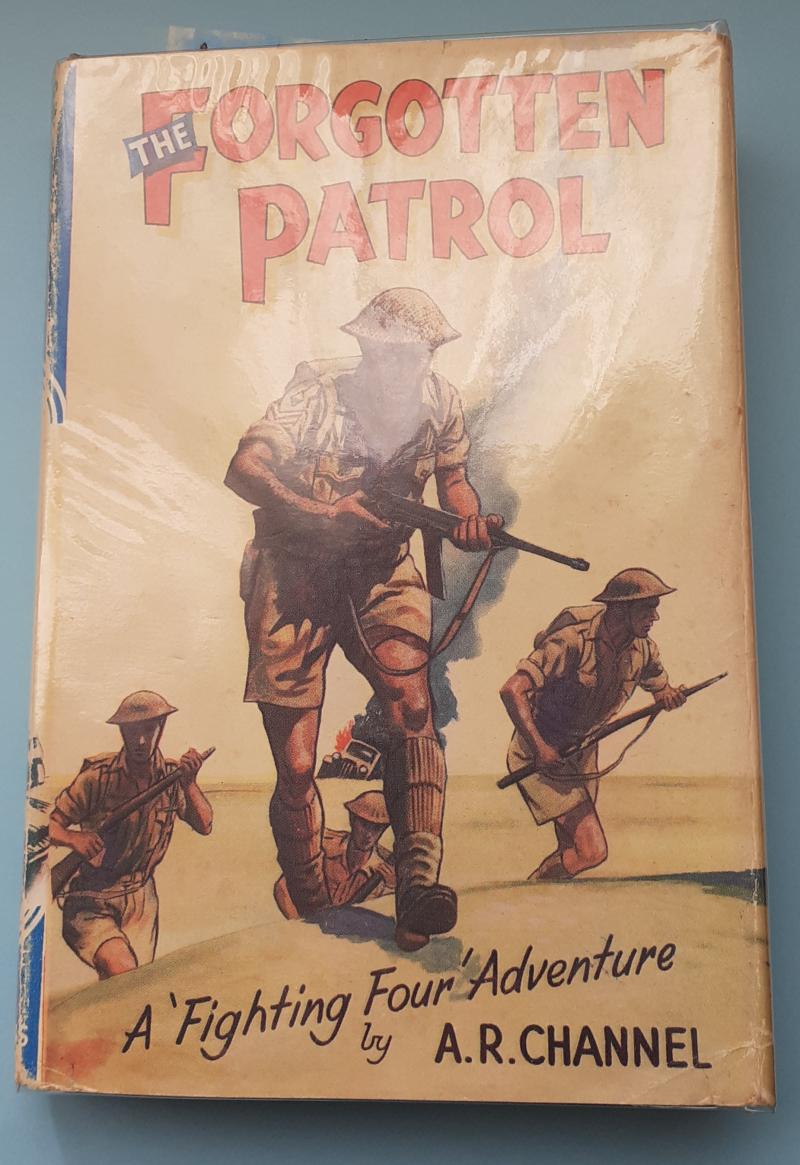 THE FORGOTTEN
PATROL
A 'Fighting Four' Adventure
by A.R. CHANNEL